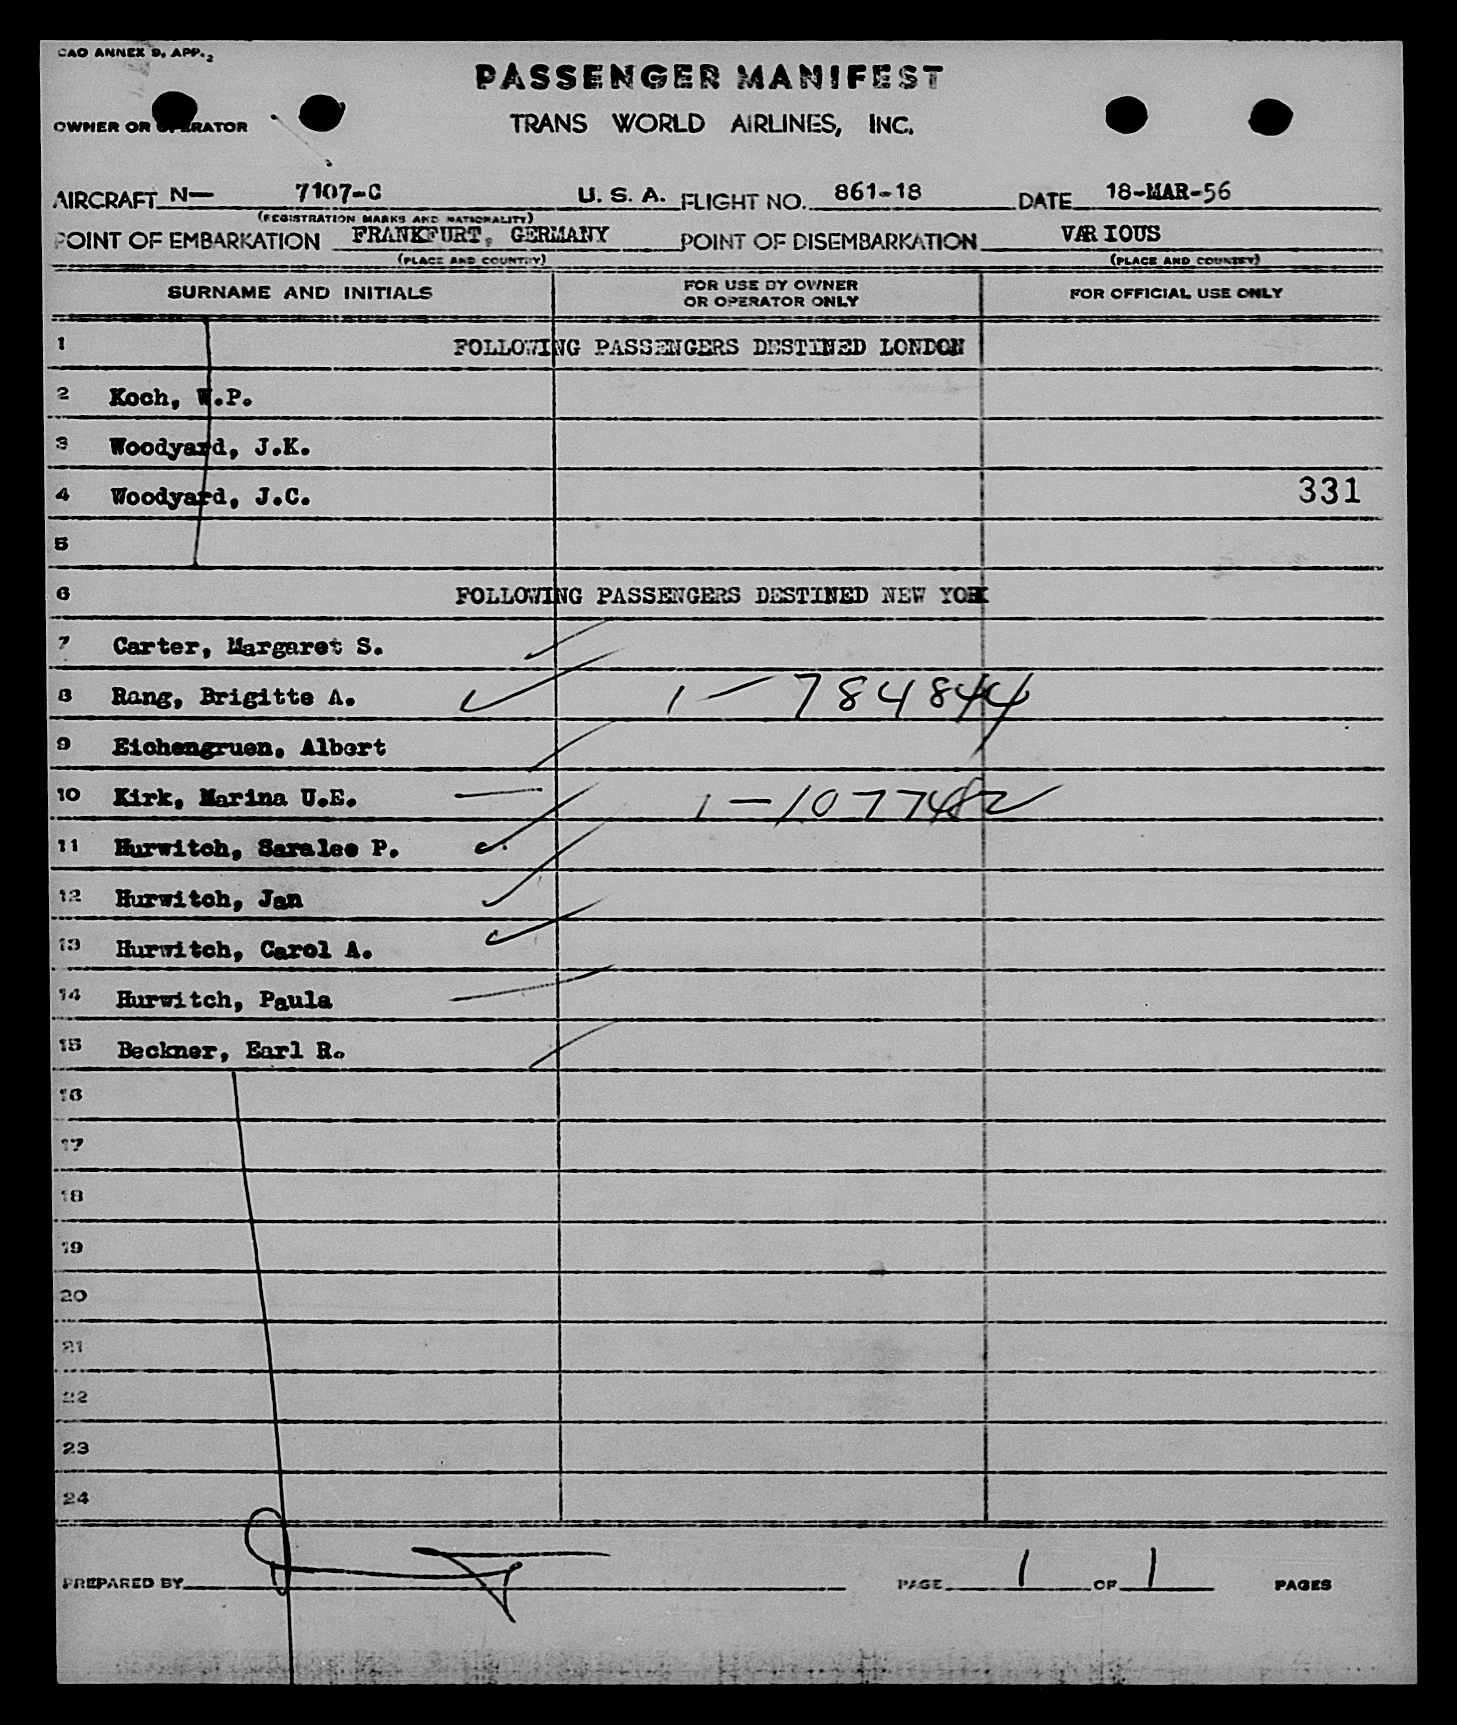 CAO ANNEX 9, APP. 2
PASSENGER MANIFEST
OWNER OR OPERATOR
TRANS WORLD AIRLINES, INC.
AIRCRAFT N— 7107-C U. S. A. FLIGHT NO. 861-18 DATE 18-MAR-56
(REGISTRATION MARKS AND NATIONALITY)
POINT OF EMBARKATION FRANKFURT, GERMANY POINT OF DISEMBARKATION VARIOUS
(PLACE AND COUNTRY) (PLACE AND COUNTRY)
SURNAME AND INITIALS FOR USE BY OWNER OR OPERATOR ONLY FOR OFFICIAL USE ONLY
1 FOLLOWING PASSENGERS DESTINED LONDON
2 Koch, W.P.
3 Woodyard, J.K.
4 Woodyard, J.C. 331
5
6 FOLLOWING PASSENGERS DESTINED NEW YORK
7 Carter, Margaret S.
8 Rang, Brigitte A. 1-784844
9 Eichengruen, Albert
10 Kirk, Marina U.E.
11 Hurwitch, Saralee P.
12 Hurwitch, Jan
13 Hurwitch, Carol A.
14 Hurwitch, Paula
15 Beckner, Earl R.
16
17
18
19
20
21
22
23
24
PREPARED BY PAGE 1 OF 1 PAGES